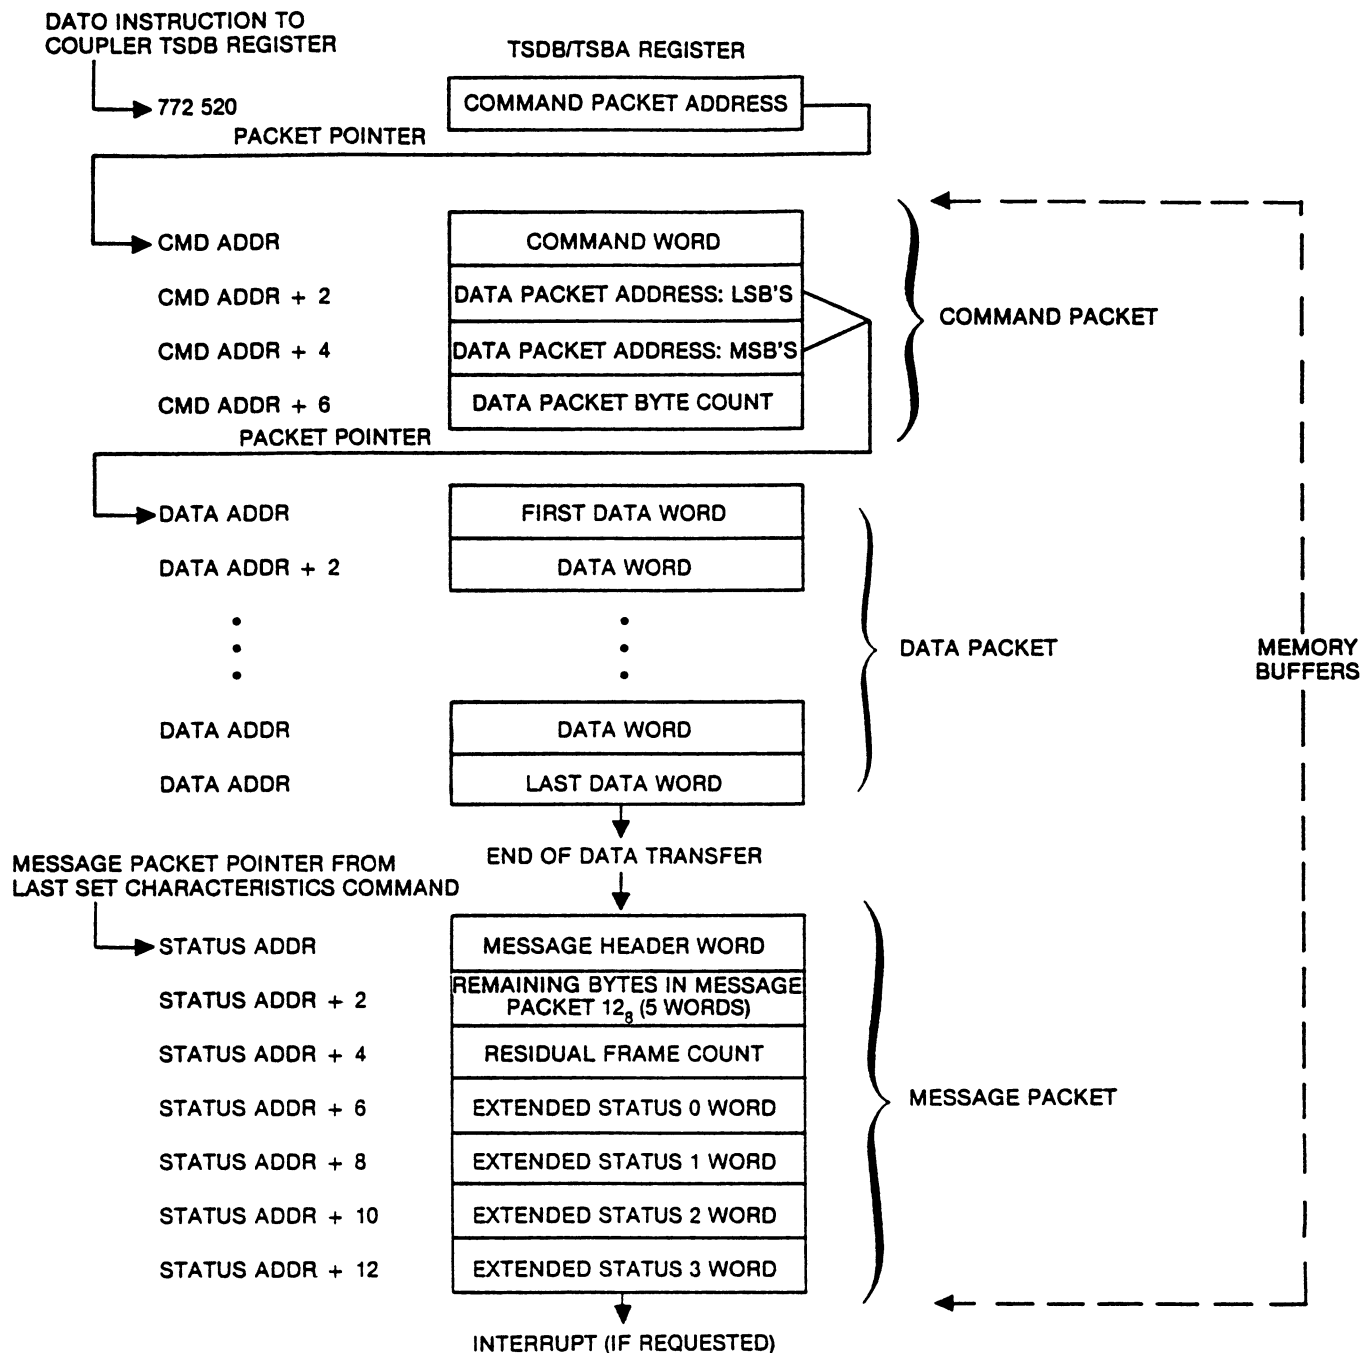 DATO INSTRUCTION TO
COUPLER TSDB REGISTER
TSDB/TSBA REGISTER
772 520
COMMAND PACKET ADDRESS
PACKET POINTER
CMD ADDR
COMMAND WORD
CMD ADDR + 2
DATA PACKET ADDRESS: LSB'S
COMMAND PACKET
CMD ADDR + 4
DATA PACKET ADDRESS: MSB'S
CMD ADDR + 6
DATA PACKET BYTE COUNT
PACKET POINTER
DATA ADDR
FIRST DATA WORD
DATA ADDR + 2
DATA WORD
DATA PACKET
MEMORY
BUFFERS
DATA ADDR
DATA WORD
DATA ADDR
LAST DATA WORD
END OF DATA TRANSFER
MESSAGE PACKET POINTER FROM
LAST SET CHARACTERISTICS COMMAND
STATUS ADDR
MESSAGE HEADER WORD
STATUS ADDR + 2
REMAINING BYTES IN MESSAGE
PACKET 12₈ (5 WORDS)
STATUS ADDR + 4
RESIDUAL FRAME COUNT
STATUS ADDR + 6
EXTENDED STATUS 0 WORD
MESSAGE PACKET
STATUS ADDR + 8
EXTENDED STATUS 1 WORD
STATUS ADDR + 10
EXTENDED STATUS 2 WORD
STATUS ADDR + 12
EXTENDED STATUS 3 WORD
INTERRUPT (IF REQUESTED)